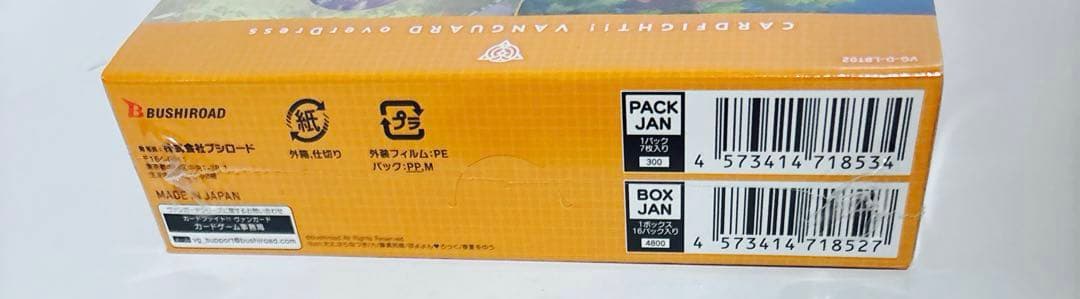 CARDFIGHT!! VANGUARD overDress
VG-D-LBT02
BUSHIROAD
紙
外箱,仕切り
プラ
外装フィルム:PE
パック:PP,M
株式会社ブシロード
MADE IN JAPAN
カードファイト!! ヴァンガード
カードゲーム事務局
vg_support@bushiroad.com
©bushiroad All Rights Reserved.
PACK
JAN
1パック
7枚入り
300
4 573414 718534
BOX
JAN
1ボックス
16パック入り
4800
4 573414 718527